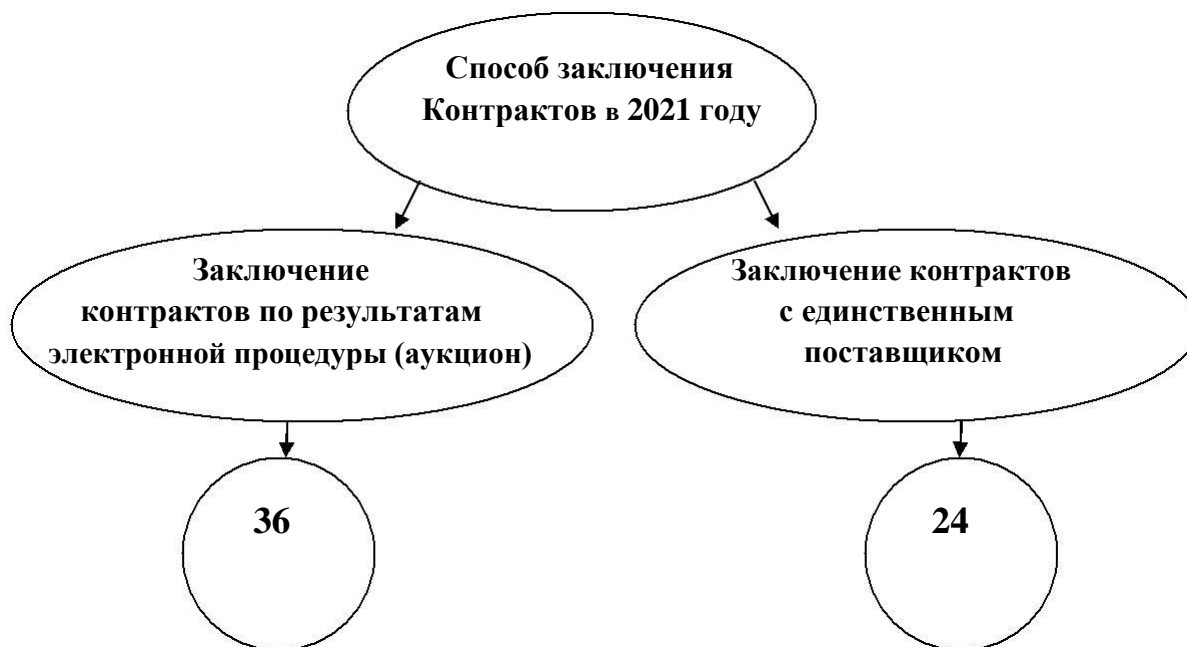 Способ заключения
Контрактов в 2021 году
Заключение
контрактов по результатам
электронной процедуры (аукцион)
Заключение контрактов
с единственным
поставщиком
36
24